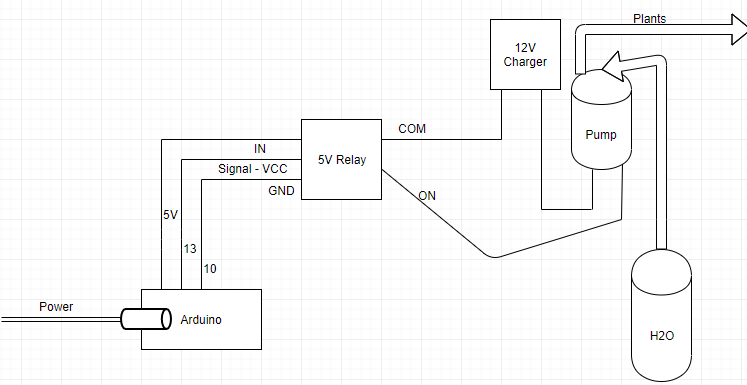 Plants
12V
Charger
COM
Pump
IN
5V Relay
Signal - VCC
GND
ON
5V
13
10
Power
Arduino
H2O